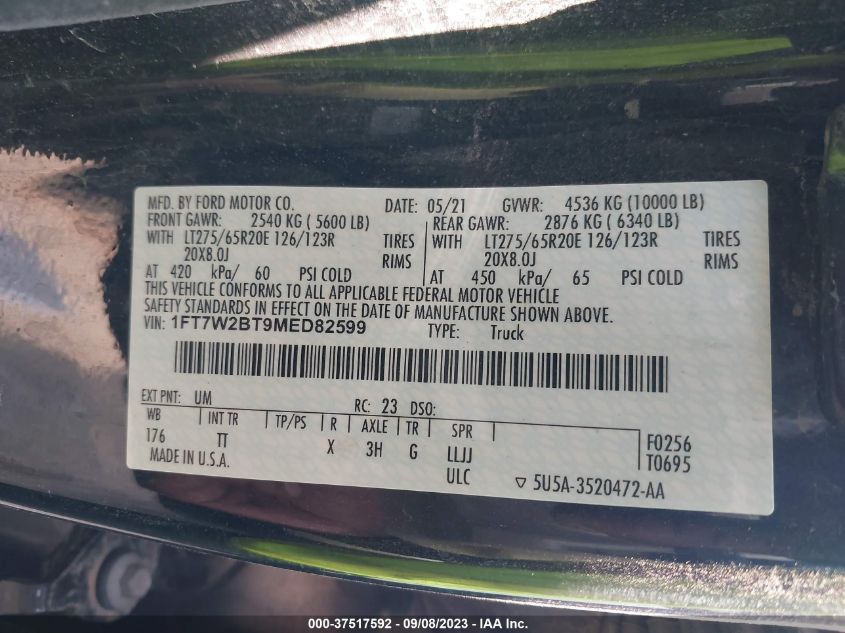 MFD. BY FORD MOTOR CO. DATE: 05/21 GVWR: 4536 KG (10000 LB)
FRONT GAWR: 2540 KG ( 5600 LB) REAR GAWR: 2876 KG ( 6340 LB)
WITH LT275/65R20E 126/123R TIRES WITH LT275/65R20E 126/123R TIRES
20X8.0J RIMS 20X8.0J RIMS
AT 420 kPa/ 60 PSI COLD AT 450 kPa/ 65 PSI COLD
THIS VEHICLE CONFORMS TO ALL APPLICABLE FEDERAL MOTOR VEHICLE
SAFETY STANDARDS IN EFFECT ON THE DATE OF MANUFACTURE SHOWN ABOVE.
VIN: 1FT7W2BT9MED82599 TYPE: Truck
EXT PNT: UM RC: 23 DSO:
WB INT TR TP/PS R AXLE TR SPR F0256
176 TT X 3H G LLJJ T0695
MADE IN U.S.A. ULC ▽ 5U5A-3520472-AA
000-37517592 - 09/08/2023 - IAAI.com